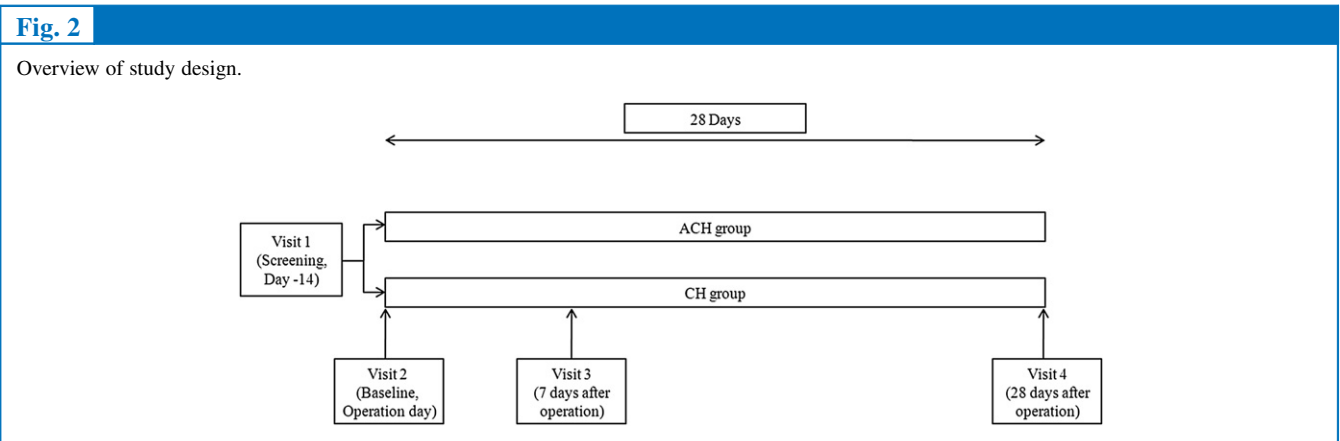 Fig. 2
Overview of study design.
28 Days
ACH group
Visit 1
(Screening,
Day -14)
CH group
Visit 2
(Baseline,
Operation day)
Visit 3
(7 days after
operation)
Visit 4
(28 days after
operation)